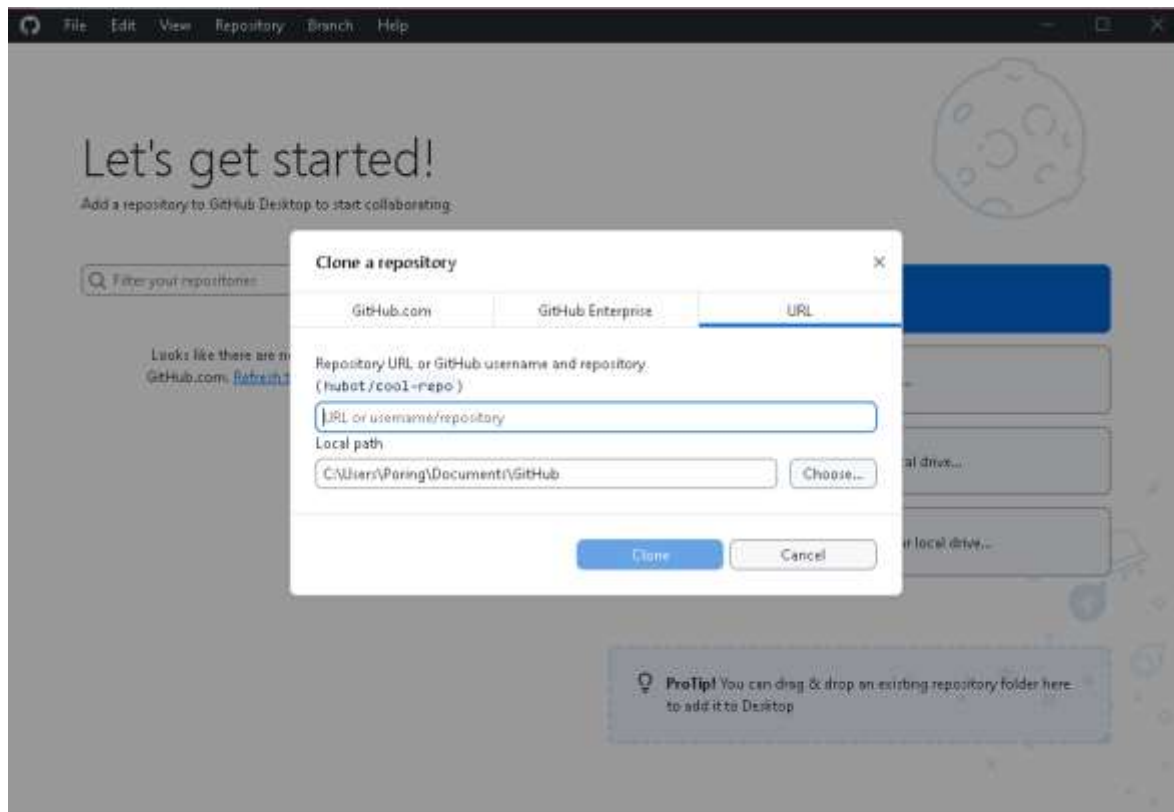 File Edit View Repository Branch Help
Let's get started!
Add a repository to GitHub Desktop to start collaborating
Filter your repositories
Looks like there are n
GitHub.com. Refresh t
Clone a repository
GitHub.com GitHub Enterprise URL
Repository URL or GitHub username and repository
(hubot/cool-repo)
URL or username/repository
Local path
C:\Users\Poring\Documents\GitHub
Choose...
Clone Cancel
al drive...
r local drive...
ProTip! You can drag & drop an existing repository folder here
to add it to Desktop